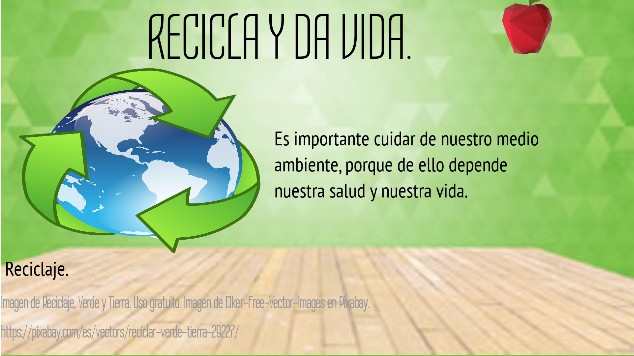 RECICLA Y DA VIDA.
Es importante cuidar de nuestro medio
ambiente, porque de ello depende
nuestra salud y nuestra vida.
Reciclaje.
Imagen de Reciclaje, Verde y Tierra. Uso gratuito. Imagen de Clker-Free-Vector-Images en Pixabay.
https://pixabay.com/es/vectors/reciclar-verde-tierra-29227/